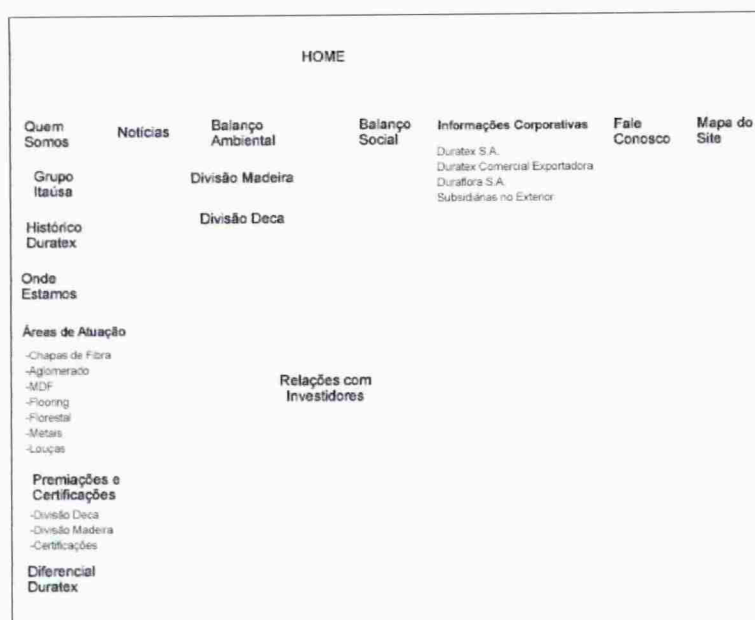 HOME
Quem
Somos
Notícias
Balanço
Ambiental
Balanço
Social
Informações Corporativas
Fale
Conosco
Mapa do
Site
Duratex S.A.
Duratex Comercial Exportadora
Duraflora S.A.
Subsidiárias no Exterior
Grupo
Itaúsa
Divisão Madeira
Divisão Deca
Histórico
Duratex
Onde
Estamos
Áreas de Atuação
-Chapas de Fibra
-Aglomerado
-MDF
-Flooring
-Florestal
-Metais
-Louças
Relações com
Investidores
Premiações e
Certificações
-Divisão Deca
-Divisão Madeira
-Certificações
Diferencial
Duratex